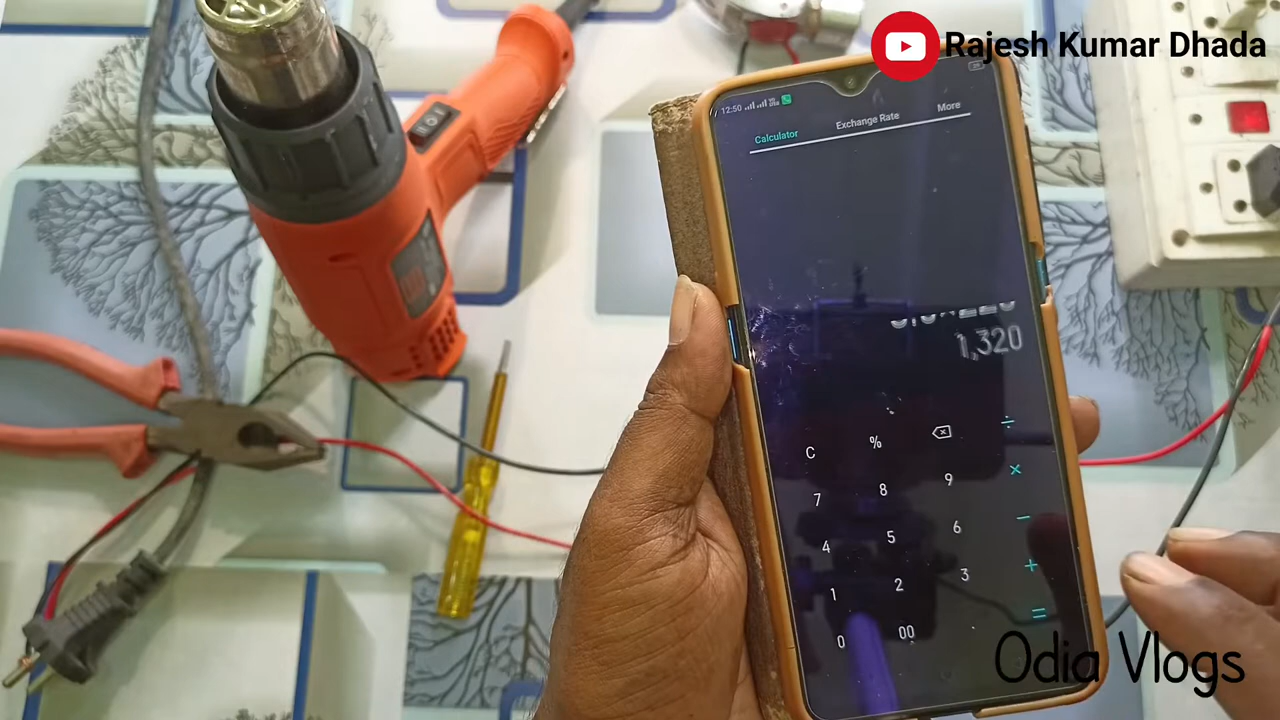 Rajesh Kumar Dhada
12:50
Calculator Exchange Rate More
1,320
C % ÷
7 8 9 ×
4 5 6 −
1 2 3 +
0 00 . =
Odia Vlogs